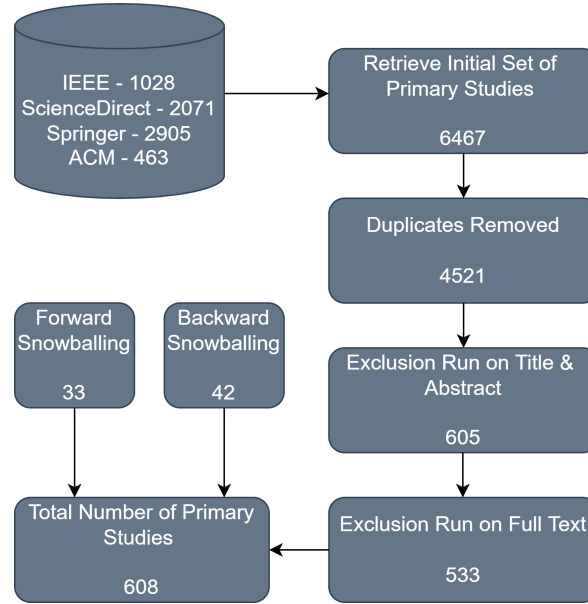 IEEE - 1028
ScienceDirect - 2071
Springer - 2905
ACM - 463
Retrieve Initial Set of
Primary Studies
6467
Duplicates Removed
4521
Exclusion Run on Title &
Abstract
605
Exclusion Run on Full Text
533
Forward
Snowballing
33
Backward
Snowballing
42
Total Number of Primary
Studies
608